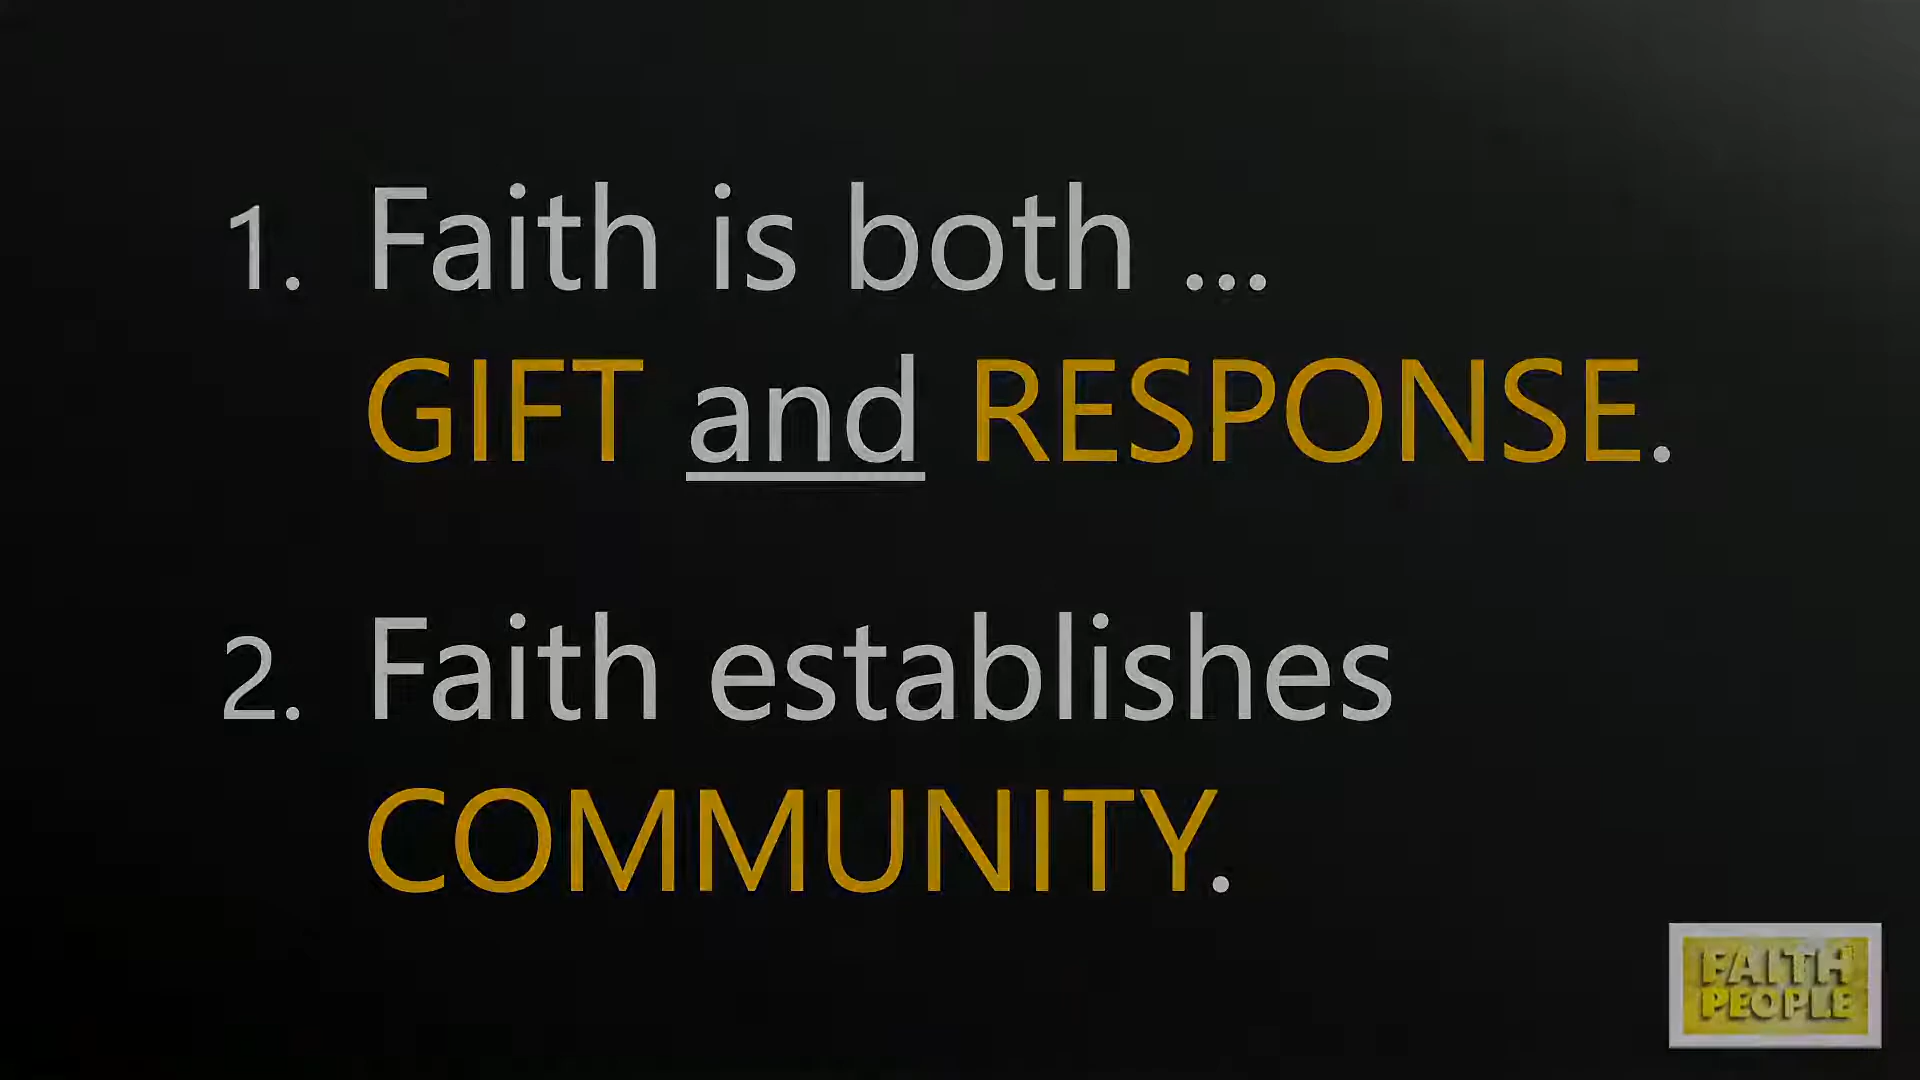 1. Faith is both ...
GIFT and RESPONSE.
2. Faith establishes
COMMUNITY.
FAITH
PEOPLE